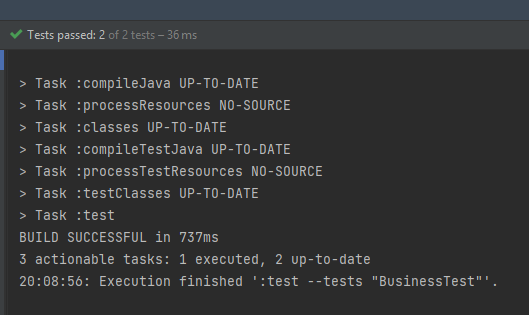 Tests passed: 2 of 2 tests – 36 ms
> Task :compileJava UP-TO-DATE
> Task :processResources NO-SOURCE
> Task :classes UP-TO-DATE
> Task :compileTestJava UP-TO-DATE
> Task :processTestResources NO-SOURCE
> Task :testClasses UP-TO-DATE
> Task :test
BUILD SUCCESSFUL in 737ms
3 actionable tasks: 1 executed, 2 up-to-date
20:08:56: Execution finished ':test --tests "BusinessTest"'.